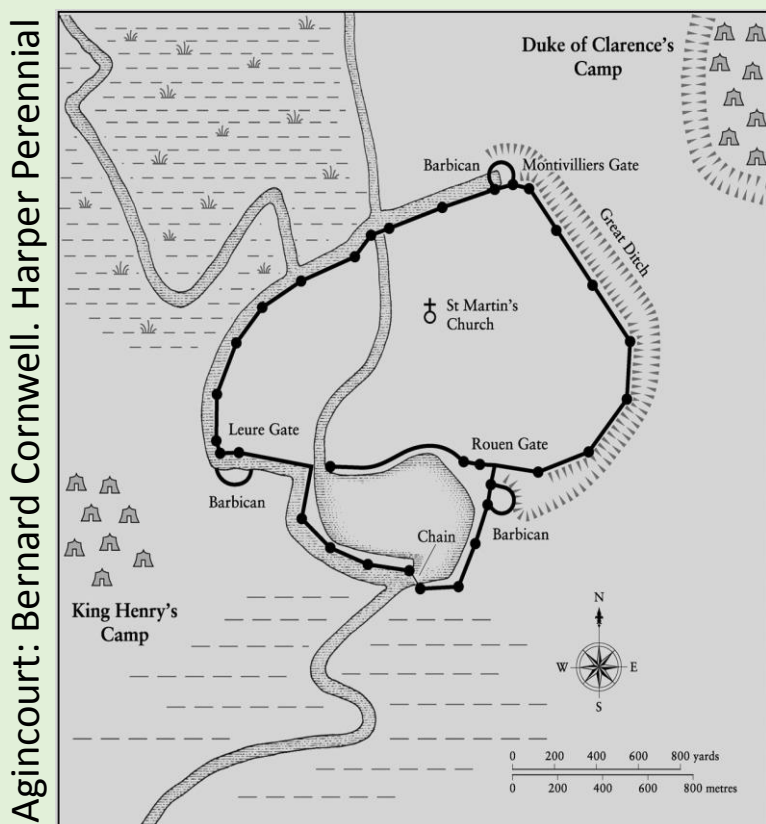 Agincourt: Bernard Cornwell. Harper Perennial
Duke of Clarence's
Camp
Barbican
Montivilliers Gate
Great Ditch
St Martin's
Church
Leure Gate
Rouen Gate
Barbican
Chain
Barbican
King Henry's
Camp
N
W
E
S
0 200 400 600 800 yards
0 200 400 600 800 metres